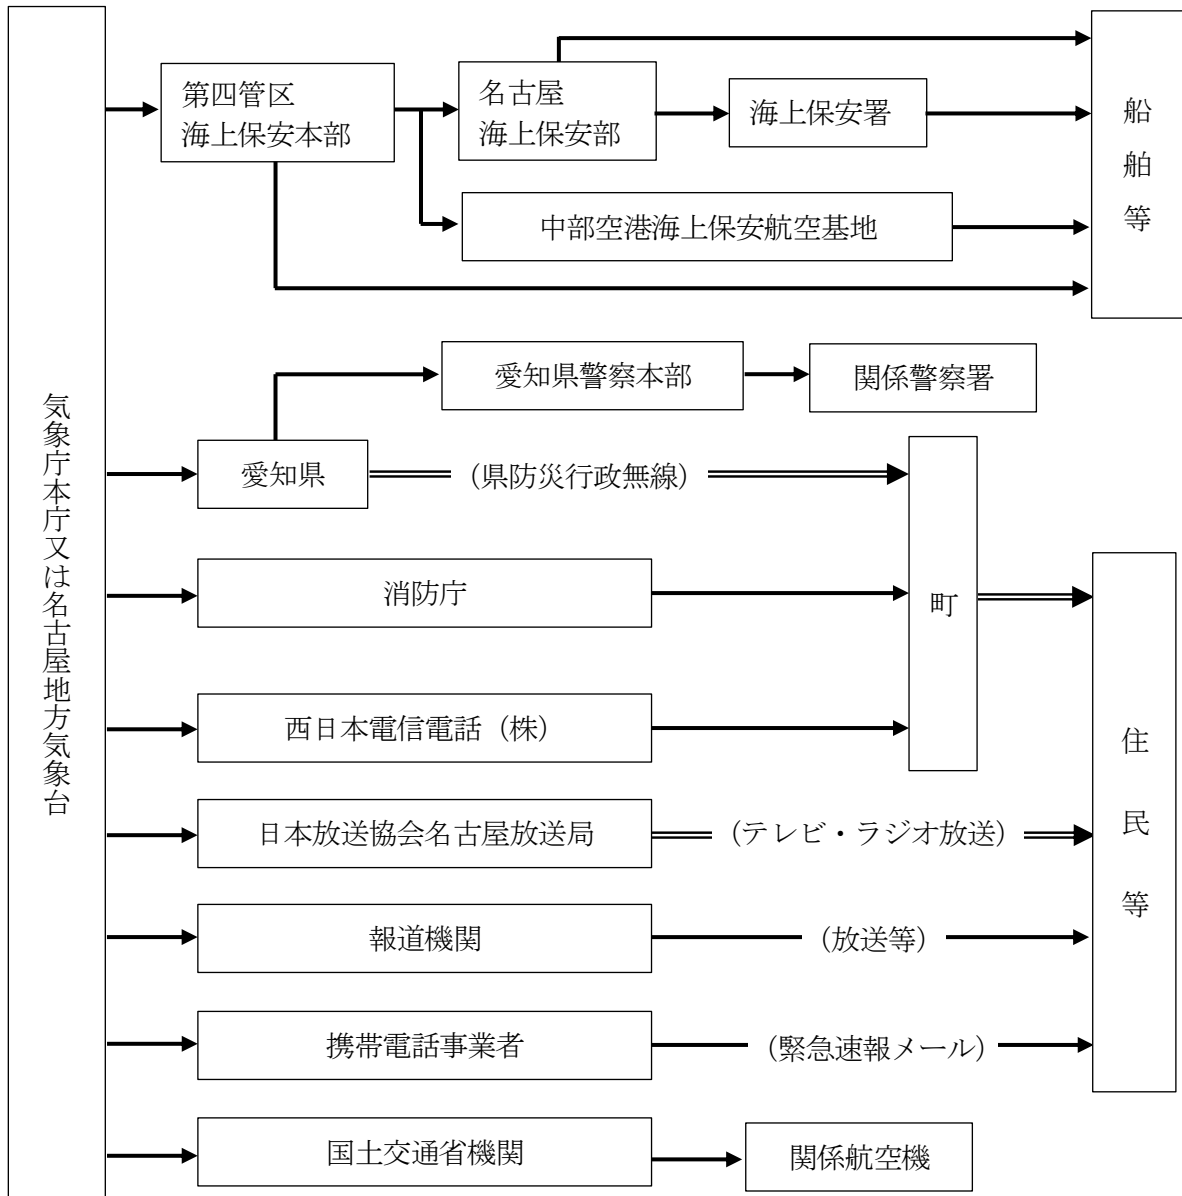 気象庁本庁又は名古屋地方気象台
第四管区
海上保安本部
名古屋
海上保安部
海上保安署
中部空港海上保安航空基地
船舶等
愛知県警察本部
関係警察署
愛知県
（県防災行政無線）
消防庁
町
西日本電信電話（株）
日本放送協会名古屋放送局
（テレビ・ラジオ放送）
住民等
報道機関
（放送等）
携帯電話事業者
（緊急速報メール）
国土交通省機関
関係航空機